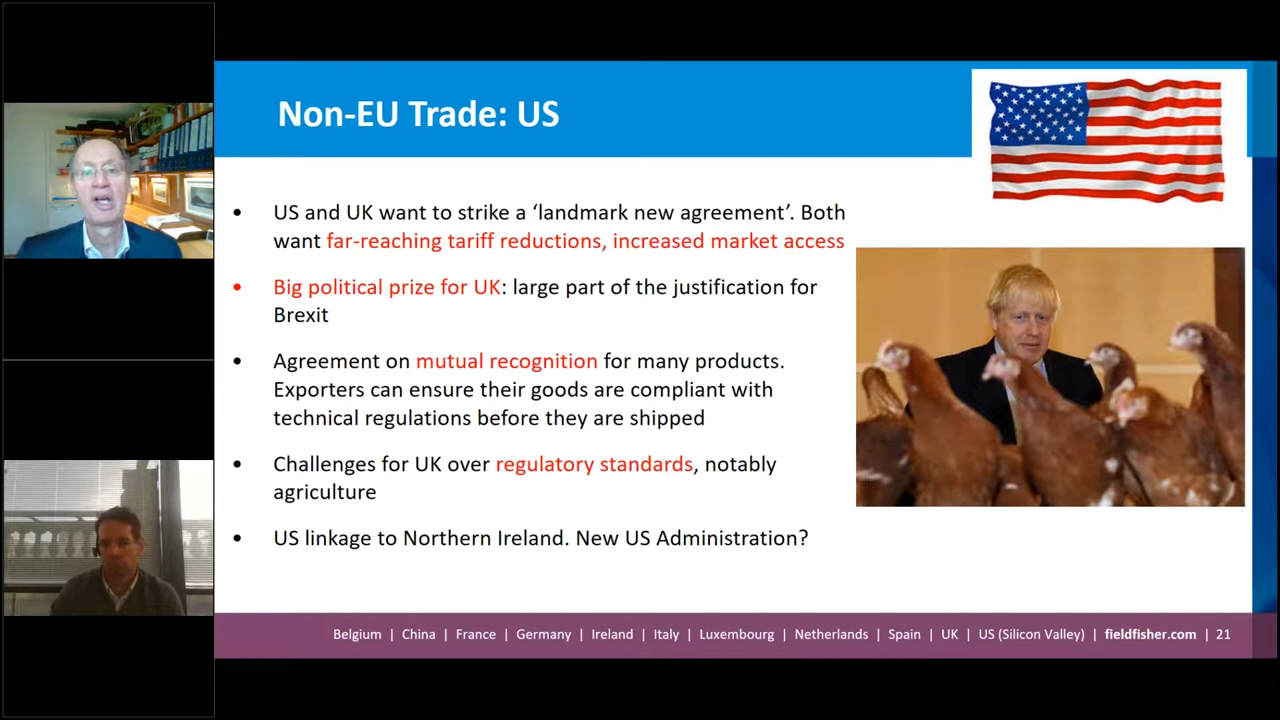 Non-EU Trade: US
• US and UK want to strike a ‘landmark new agreement’. Both
want far-reaching tariff reductions, increased market access
• Big political prize for UK: large part of the justification for
Brexit
• Agreement on mutual recognition for many products.
Exporters can ensure their goods are compliant with
technical regulations before they are shipped
• Challenges for UK over regulatory standards, notably
agriculture
• US linkage to Northern Ireland. New US Administration?
Belgium | China | France | Germany | Ireland | Italy | Luxembourg | Netherlands | Spain | UK | US (Silicon Valley) | fieldfisher.com | 21